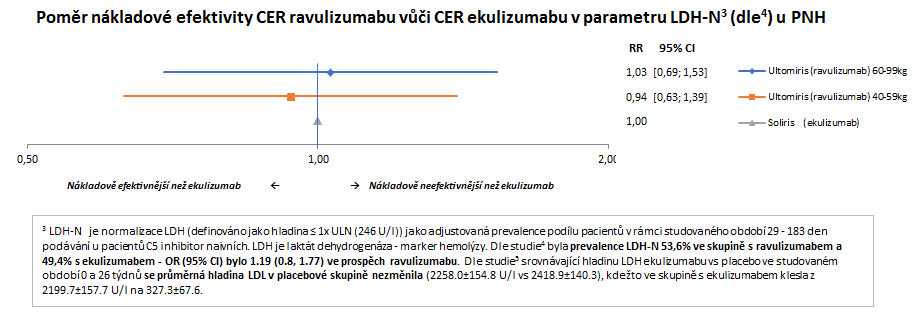 Poměr nákladové efektivity CER ravulizumabu vůči CER ekulizumabu v parametru LDH-N³ (dle⁴) u PNH
RR 95% CI
1,03 [0,69; 1,53] Ultomiris (ravulizumab) 60-99kg
0,94 [0,63; 1,39] Ultomiris (ravulizumab) 40-59kg
1,00 Soliris (ekulizumab)
0,50 1,00 2,00
Nákladově efektivnější než ekulizumab ← → Nákladově neefektivnější než ekulizumab
³ LDH-N je normalizace LDH (definováno jako hladina ≤ 1x ULN (246 U/l)) jako adjustovaná prevalence podílu pacientů v rámci studovaného období 29 - 183 den
podávání u pacientů C5 inhibitor naivních. LDH je laktát dehydrogenáza - marker hemolýzy. Dle studie⁴ byla prevalence LDH-N 53,6% ve skupině s ravulizumabem a
49,4% s ekulizumabem - OR (95% CI) bylo 1.19 (0.8, 1.77) ve prospěch ravulizumabu. Dle studie⁵ srovnávající hladinu LDH ekulizumabu vs placebo ve studovaném
období 0 a 26 týdnů se průměrná hladina LDL v placebové skupině nezměnila (2258.0±154.8 U/l vs 2418.9±140.3), kdežto ve skupině s ekulizumabem klesla z
2199.7±157.7 U/l na 327.3±67.6.